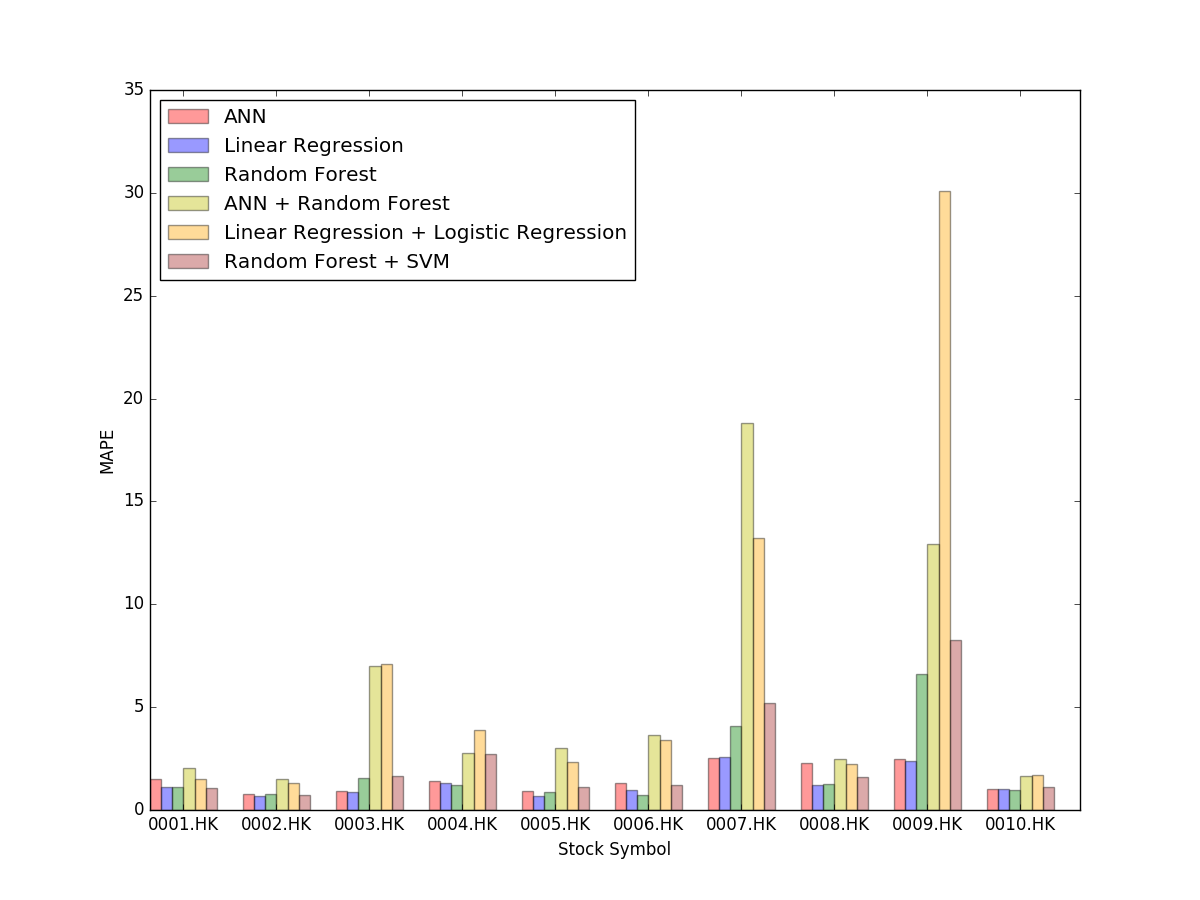 35
30
25
20
15
10
5
0
MAPE
ANN
Linear Regression
Random Forest
ANN + Random Forest
Linear Regression + Logistic Regression
Random Forest + SVM
0001.HK 0002.HK 0003.HK 0004.HK 0005.HK 0006.HK 0007.HK 0008.HK 0009.HK 0010.HK
Stock Symbol